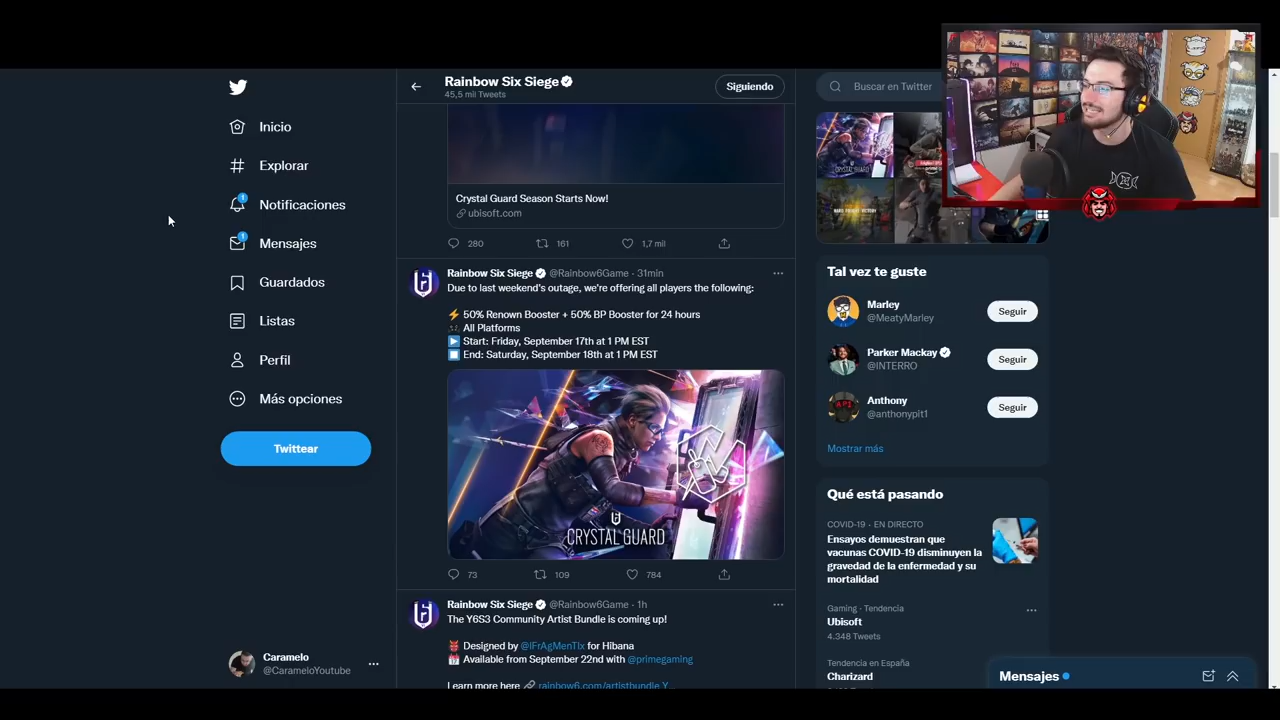 Inicio
Explorar
1
Notificaciones
1
Mensajes
Guardados
Listas
Perfil
Más opciones
Twittear
Caramelo
@CarameloYoutube
Rainbow Six Siege
45,5 mil Tweets
Siguiendo
Crystal Guard Season Starts Now!
ubisoft.com
280 161 1,7 mil
Rainbow Six Siege @Rainbow6Game · 31min
Due to last weekend's outage, we're offering all players the following:
⚡ 50% Renown Booster + 50% BP Booster for 24 hours
🎮 All Platforms
▶️ Start: Friday, September 17th at 1 PM EST
⏹️ End: Saturday, September 18th at 1 PM EST
CRYSTAL GUARD
73 109 784
Rainbow Six Siege @Rainbow6Game · 1h
The Y6S3 Community Artist Bundle is coming up!
👹 Designed by @IFrAgMenTIx for Hibana
📅 Available from September 22nd with @primegaming
Learn more here 🔗 rainbow6.com/artistbundle_Y...
Buscar en Twitter
CRYSTAL GUARD
Tal vez te guste
Marley
@MeatyMarley
Seguir
Parker Mackay
@INTERRO
Seguir
Anthony
@anthonypit1
Seguir
Mostrar más
Qué está pasando
COVID-19 · EN DIRECTO
Ensayos demuestran que
vacunas COVID-19 disminuyen la
gravedad de la enfermedad y su
mortalidad
Gaming · Tendencia
Ubisoft
4.348 Tweets
Tendencia en España
Charizard
Mensajes